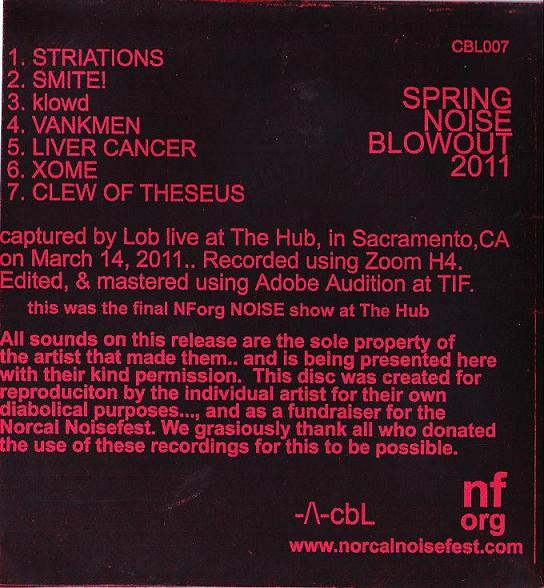 CBL007
1. STRIATIONS
2. SMITE!
3. klowd
4. VANKMEN
5. LIVER CANCER
6. XOME
7. CLEW OF THESEUS
SPRING
NOISE
BLOWOUT
2011
captured by Lob live at The Hub, in Sacramento,CA
on March 14, 2011.. Recorded using Zoom H4.
Edited, & mastered using Adobe Audition at TIF.
this was the final NForg NOISE show at The Hub
All sounds on this release are the sole property of
the artist that made them.. and is being presented here
with their kind permission. This disc was created for
reproduciton by the individual artist for their own
diabolical purposes..., and as a fundraiser for the
Norcal Noisefest. We grasiously thank all who donated
the use of these recordings for this to be possible.
-/\-cbL
nf
org
www.norcalnoisefest.com